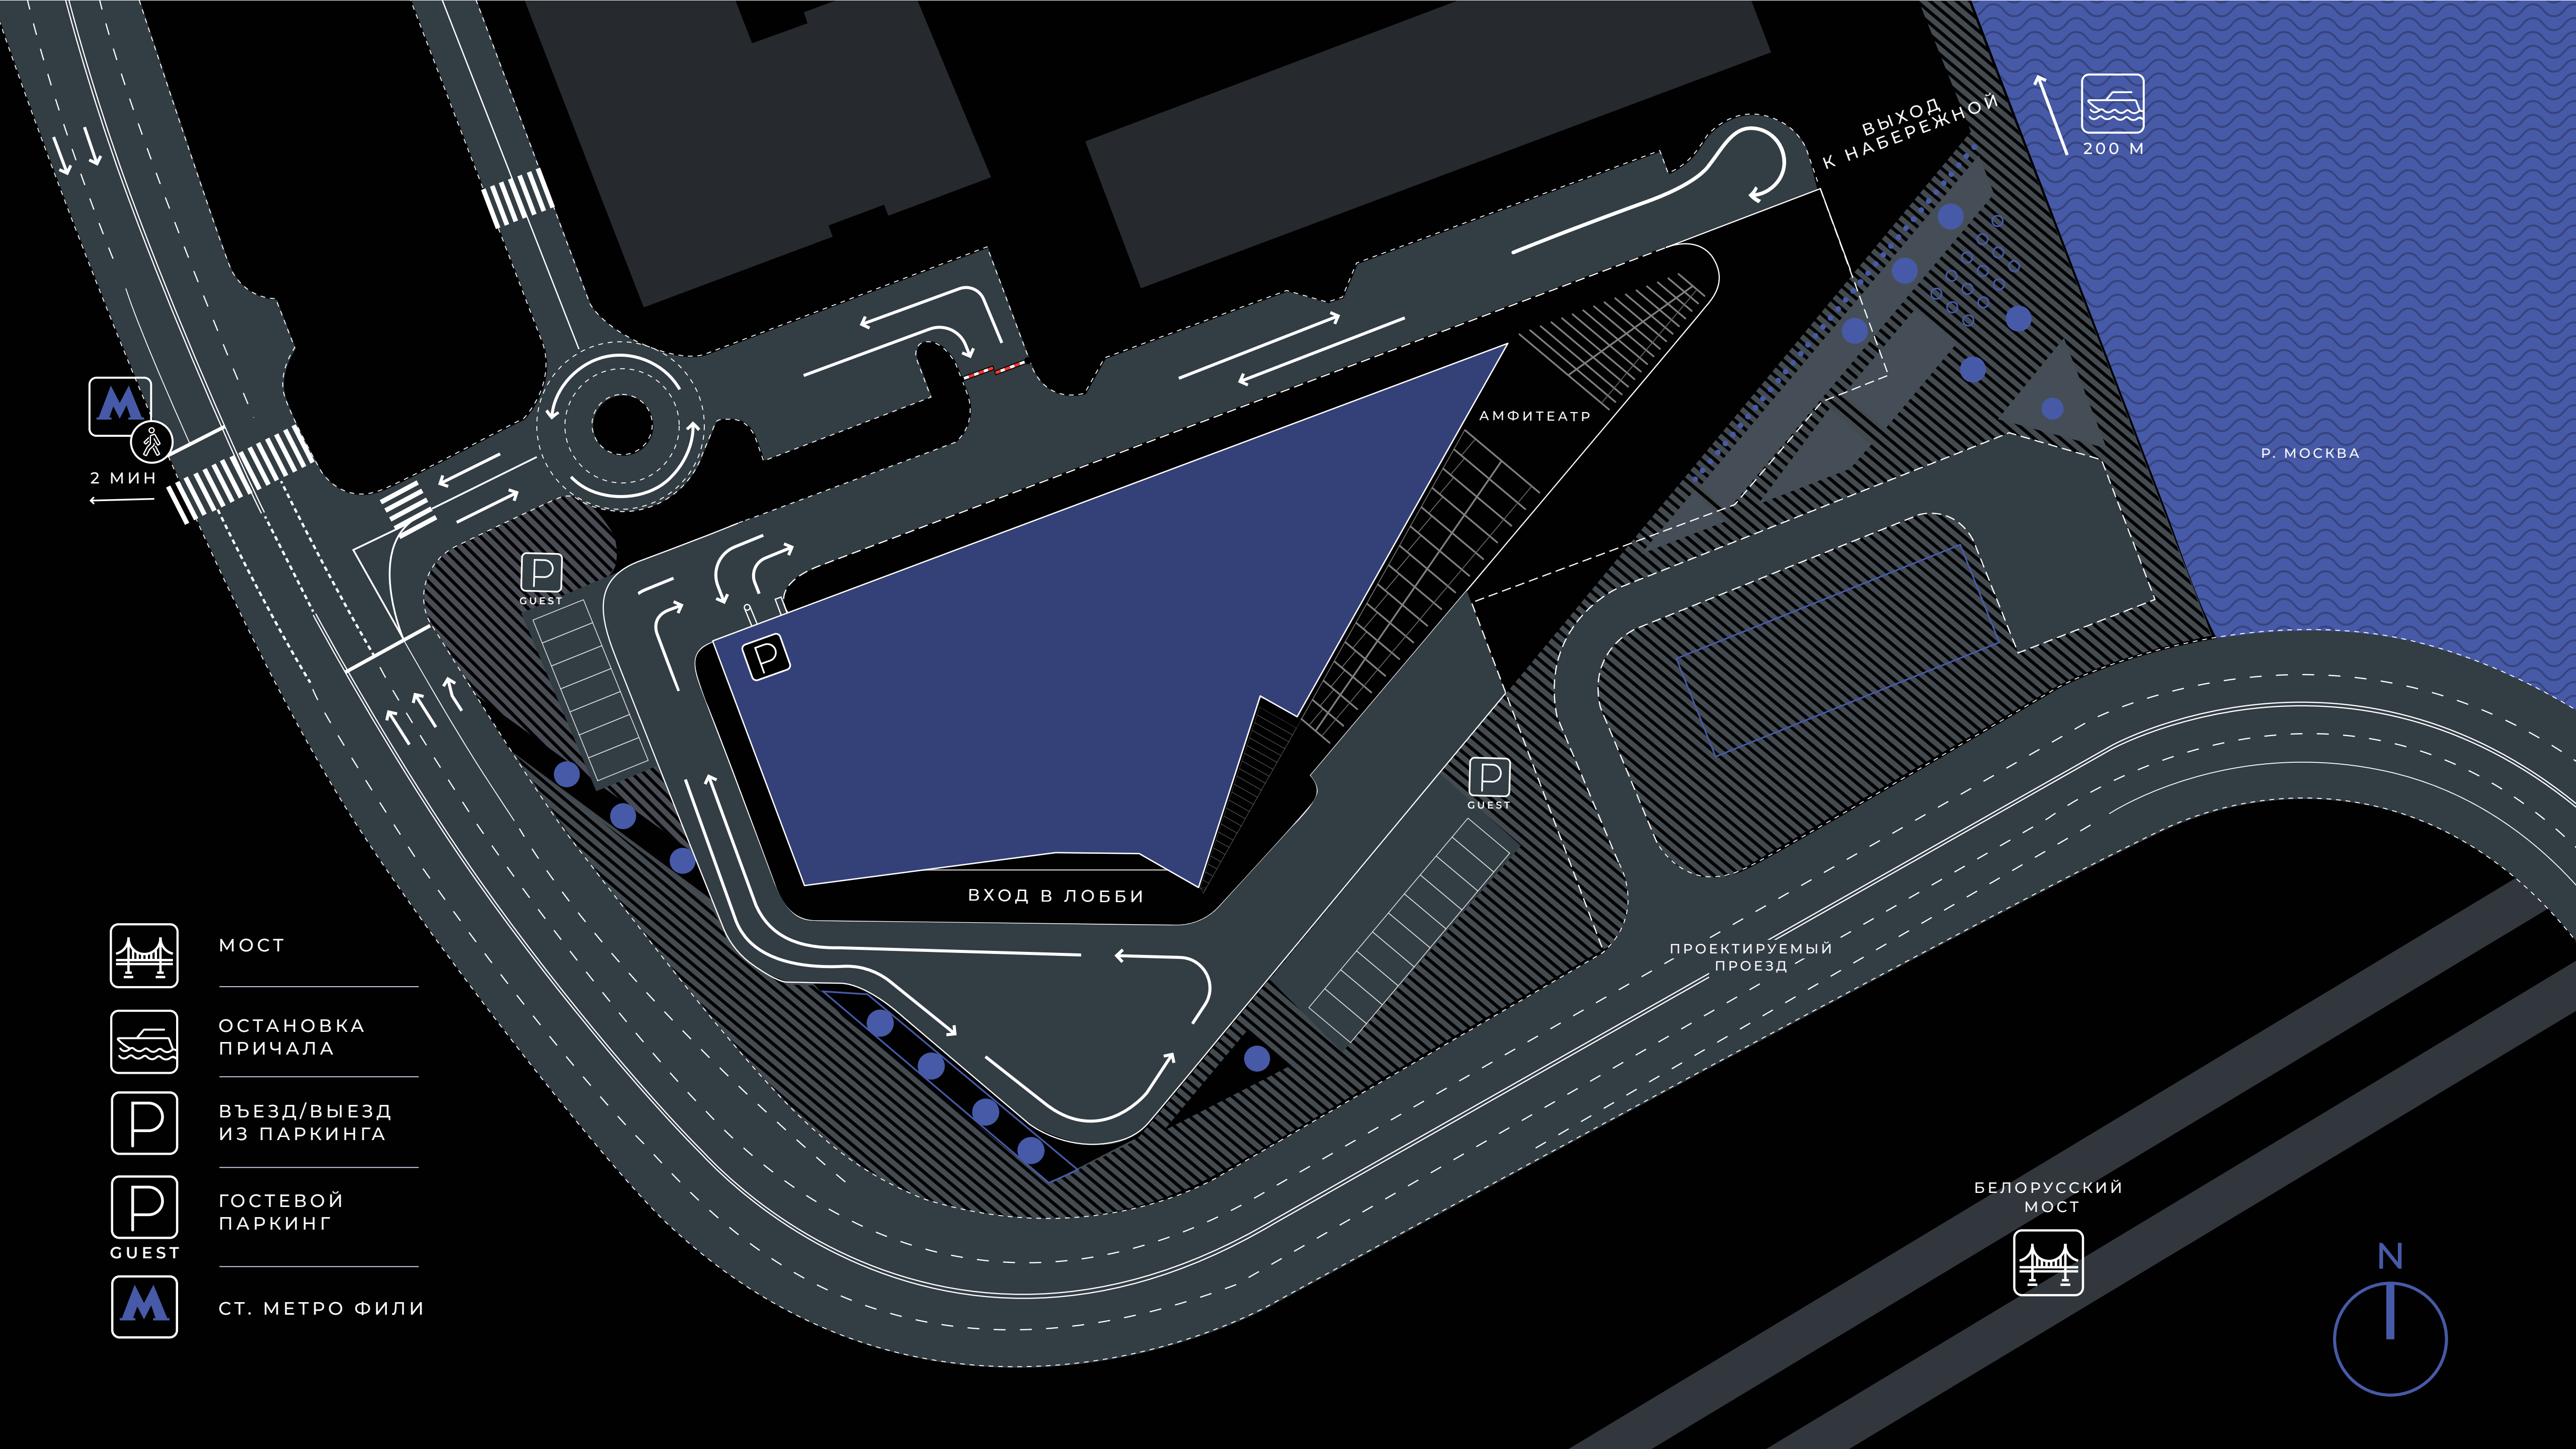 ВЫХОД
К НАБЕРЕЖНОЙ
200 М
М
2 МИН
АМФИТЕАТР
Р. МОСКВА
P
GUEST
P
P
GUEST
ВХОД В ЛОББИ
ПРОЕКТИРУЕМЫЙ
ПРОЕЗД
МОСТ
ОСТАНОВКА
ПРИЧАЛА
P
ВЪЕЗД/ВЫЕЗД
ИЗ ПАРКИНГА
P
GUEST
ГОСТЕВОЙ
ПАРКИНГ
М
СТ. МЕТРО ФИЛИ
БЕЛОРУССКИЙ
МОСТ
N